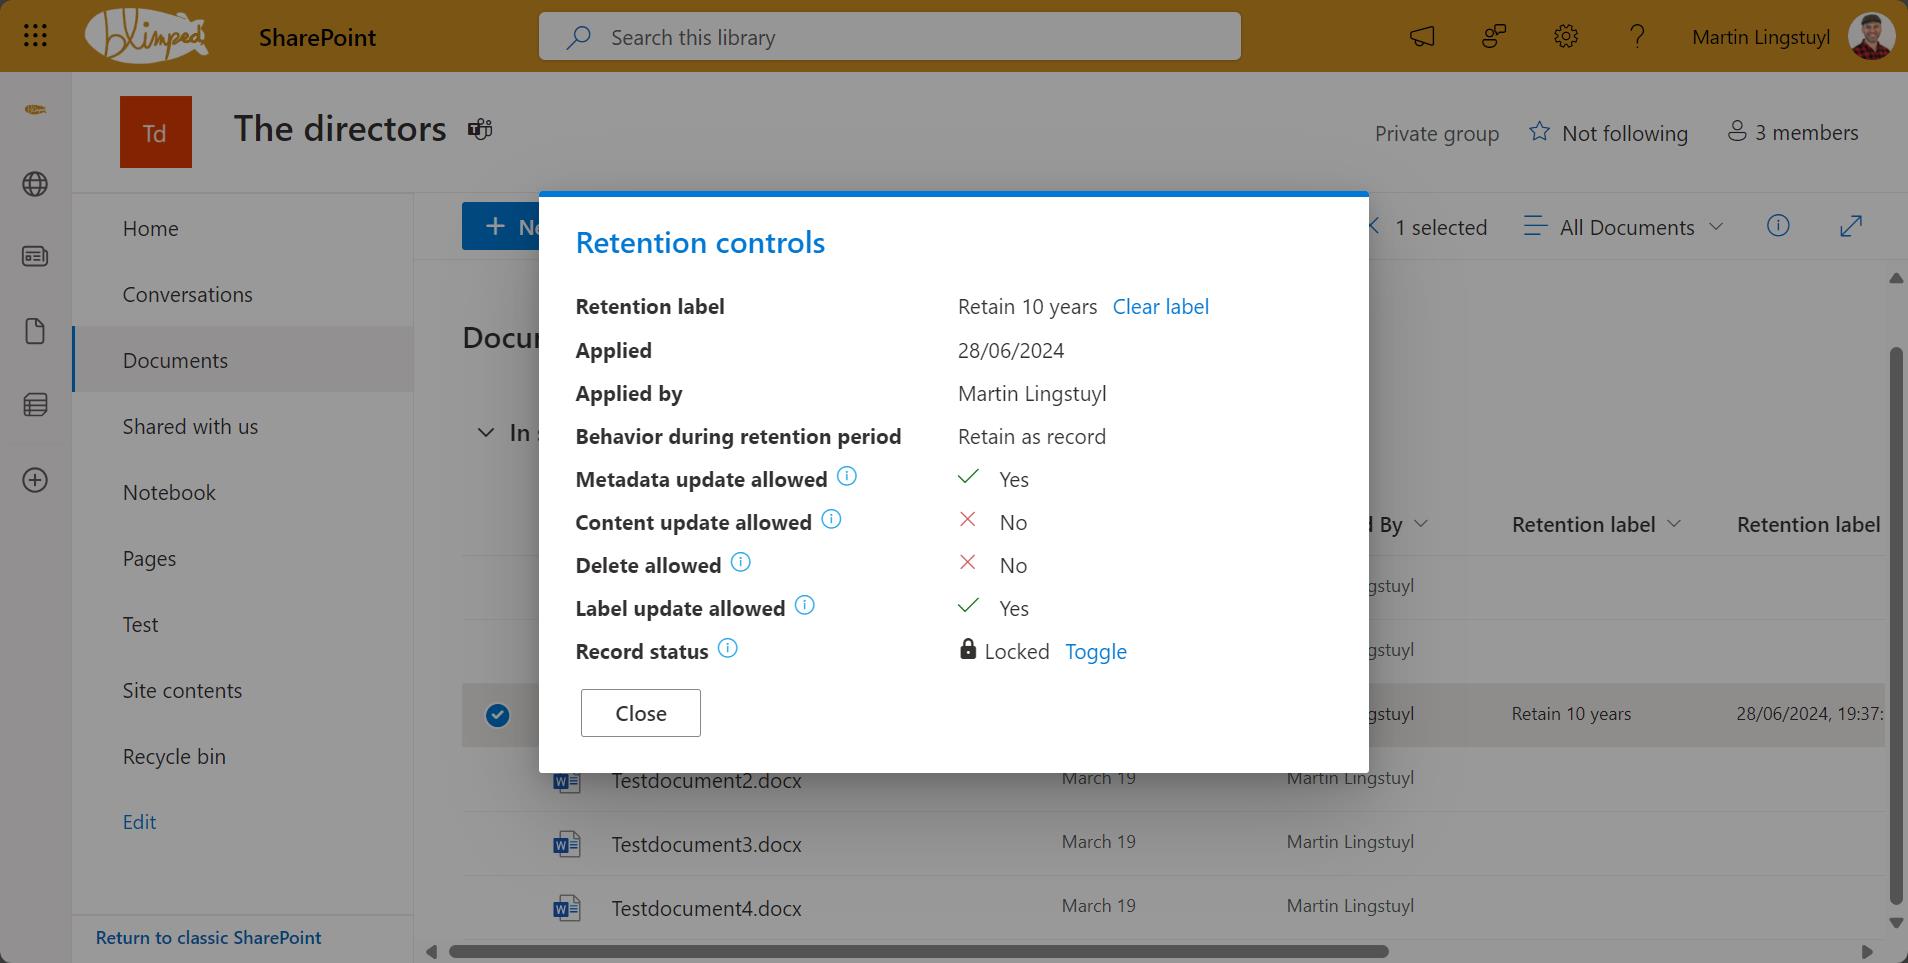 blimped
SharePoint
Search this library
Martin Lingstuyl
Td
The directors
Private group
Not following
3 members
Home
Conversations
Documents
Shared with us
Notebook
Pages
Test
Site contents
Recycle bin
Edit
Return to classic SharePoint
1 selected
All Documents
Retention controls
Retention label Retain 10 years Clear label
Applied 28/06/2024
Applied by Martin Lingstuyl
Behavior during retention period Retain as record
Metadata update allowed Yes
Content update allowed No
Delete allowed No
Label update allowed Yes
Record status Locked Toggle
Close
In
By Retention label Retention label
Retain 10 years 28/06/2024, 19:37:
Testdocument2.docx March 19 Martin Lingstuyl
Testdocument3.docx March 19 Martin Lingstuyl
Testdocument4.docx March 19 Martin Lingstuyl